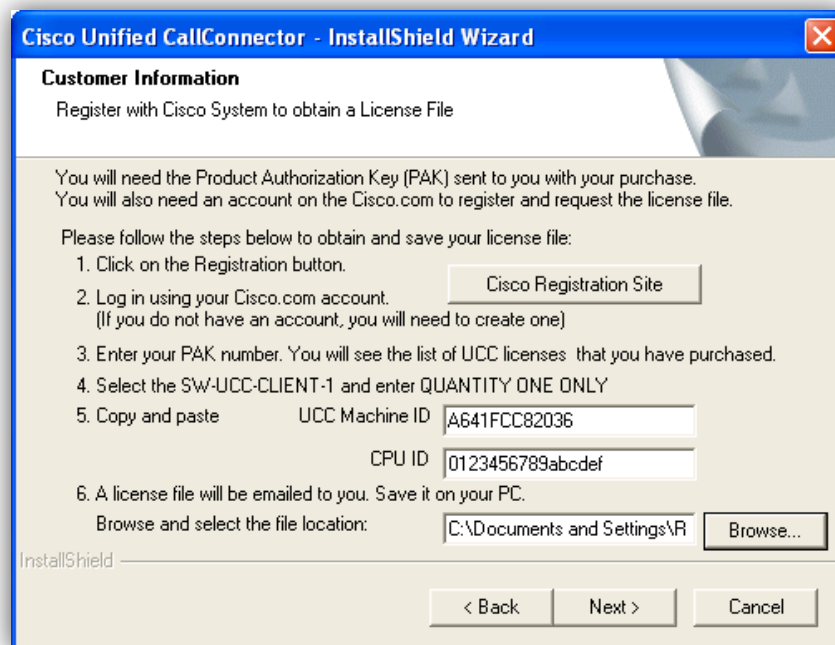 Cisco Unified CallConnector - InstallShield Wizard
Customer Information
Register with Cisco System to obtain a License File
You will need the Product Authorization Key (PAK) sent to you with your purchase.
You will also need an account on the Cisco.com to register and request the license file.
Please follow the steps below to obtain and save your license file:
1. Click on the Registration button.
Cisco Registration Site
2. Log in using your Cisco.com account.
(If you do not have an account, you will need to create one)
3. Enter your PAK number. You will see the list of UCC licenses that you have purchased.
4. Select the SW-UCC-CLIENT-1 and enter QUANTITY ONE ONLY
5. Copy and paste UCC Machine ID A641FCC82036
CPU ID 0123456789abcdef
6. A license file will be emailed to you. Save it on your PC.
Browse and select the file location: C:\Documents and Settings\R Browse...
InstallShield
< Back Next > Cancel